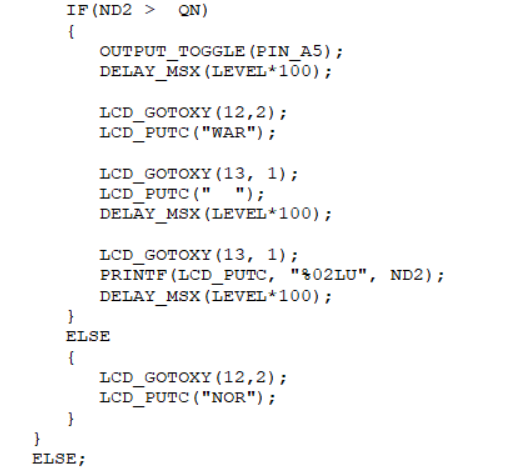 IF(ND2 >  QN)
{
OUTPUT_TOGGLE(PIN_A5);
DELAY_MSX(LEVEL*100);
LCD_GOTOXY(12,2);
LCD_PUTC("WAR");
LCD_GOTOXY(13, 1);
LCD_PUTC("  ");
DELAY_MSX(LEVEL*100);
LCD_GOTOXY(13, 1);
PRINTF(LCD_PUTC, "%02LU", ND2);
DELAY_MSX(LEVEL*100);
}
ELSE
{
LCD_GOTOXY(12,2);
LCD_PUTC("NOR");
}
}
ELSE;